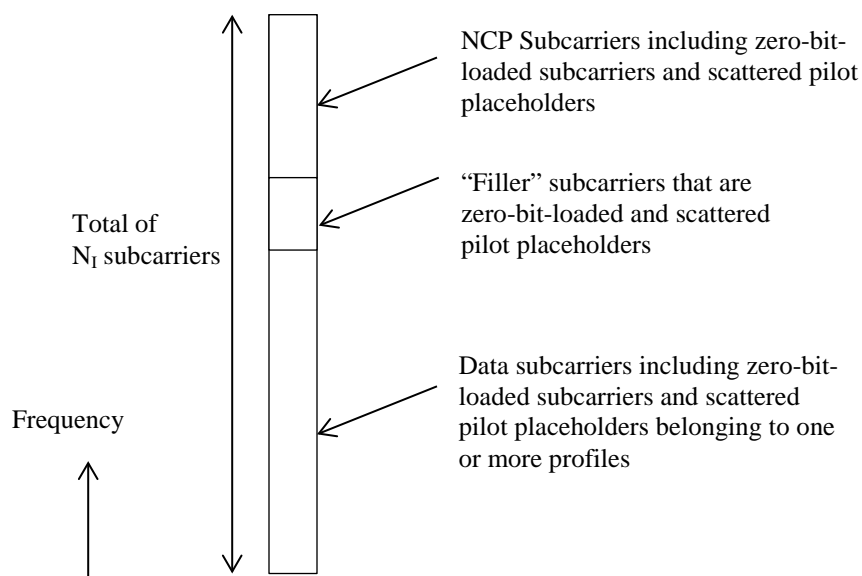 NCP Subcarriers including zero-bit-
loaded subcarriers and scattered pilot
placeholders
“Filler” subcarriers that are
zero-bit-loaded and scattered
pilot placeholders
Total of
N_I subcarriers
Data subcarriers including zero-bit-
loaded subcarriers and scattered
pilot placeholders belonging to one
or more profiles
Frequency